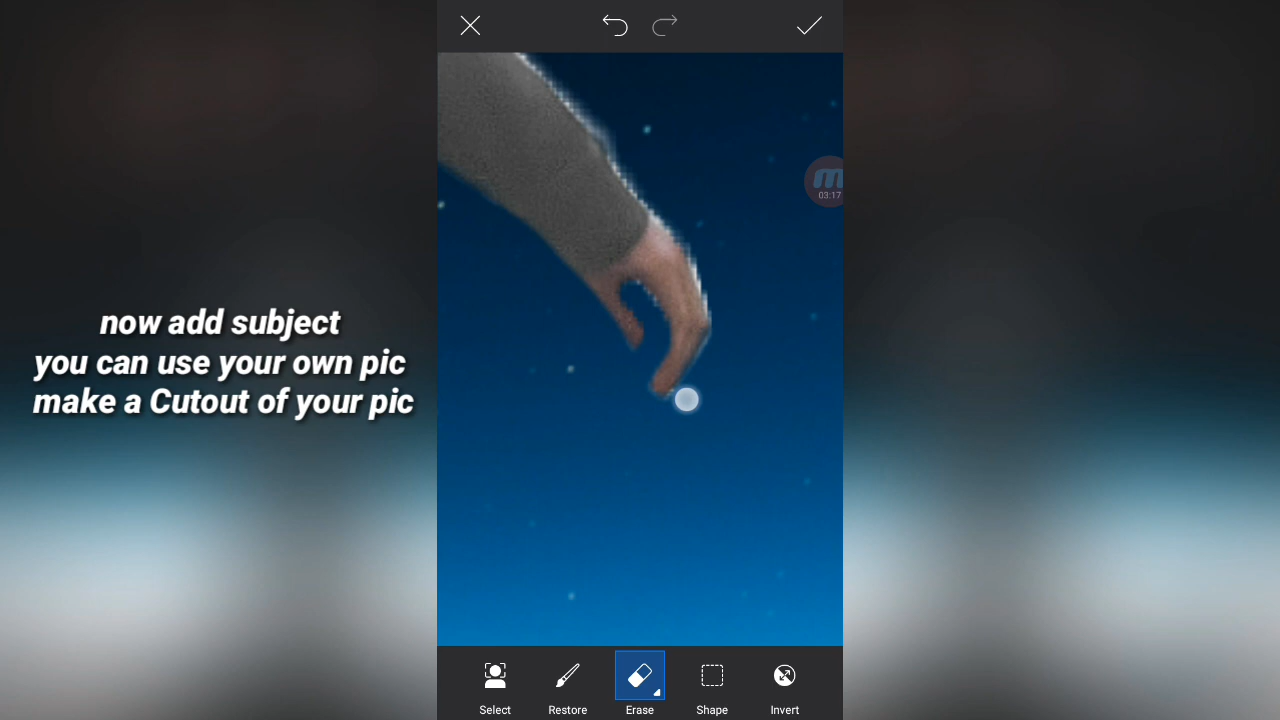 now add subject
you can use your own pic
make a Cutout of your pic
m
03:17
Select
Restore
Erase
Shape
Invert